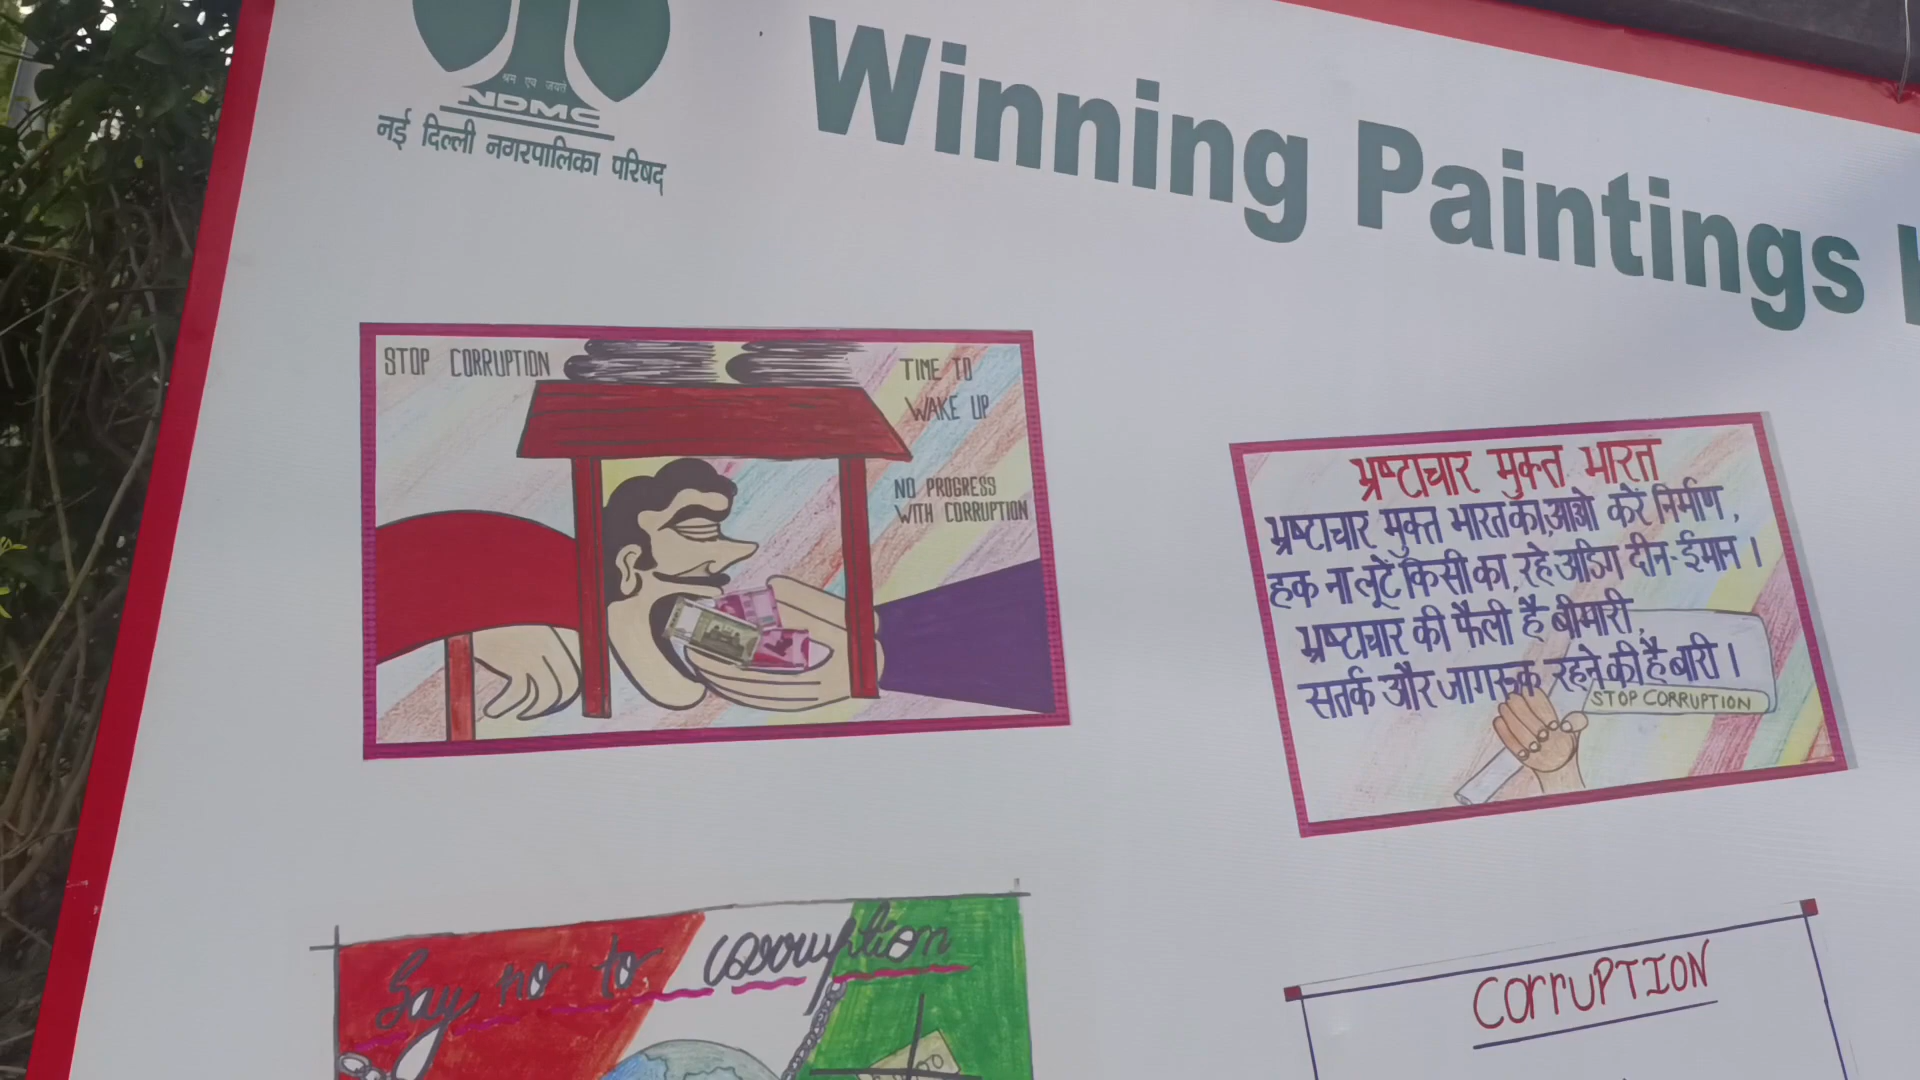 श्रम एव जयते
NDMC
नई दिल्ली नगरपालिका परिषद्
Winning Paintings
STOP CORRUPTION
TIME TO
WAKE UP
NO PROGRESS
WITH CORRUPTION
भ्रष्टाचार मुक्त भारत
भ्रष्टाचार मुक्त भारत का,आओ करें निर्माण,
हक ना लूटें किसी का, रहे अडिग दीन-ईमान।
भ्रष्टाचार की फैली है बीमारी,
सतर्क और जागरूक रहने की है बारी।
STOP CORRUPTION
Say no to corruption
CORRUPTION